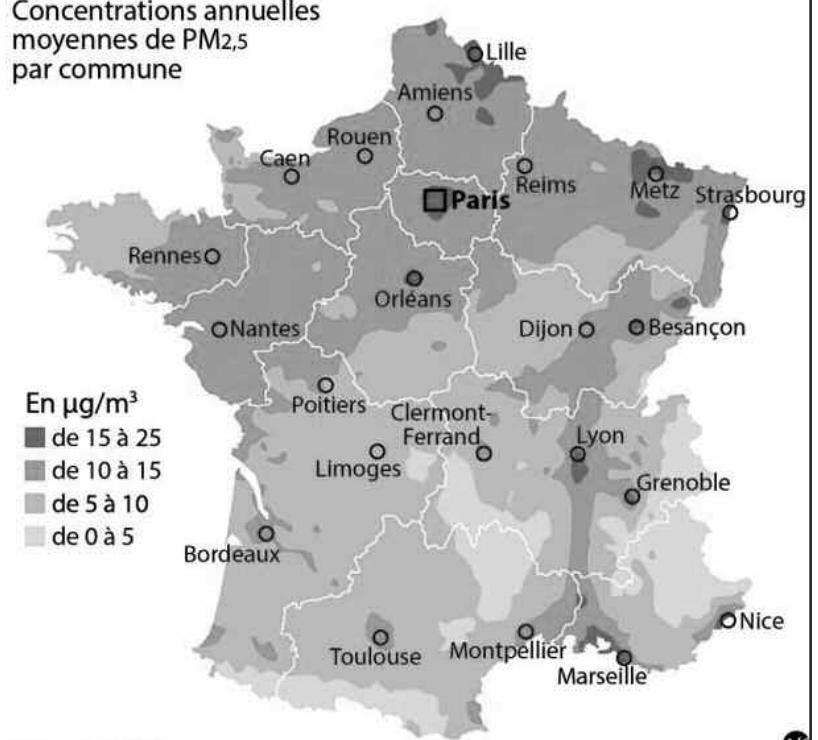 Concentrations annuelles
moyennes de PM2,5
par commune
Lille
Amiens
Rouen
Caen
Reims
Metz
Strasbourg
Paris
Rennes
Orléans
Nantes
Dijon
Besançon
Poitiers
Clermont-
Ferrand
Lyon
Limoges
Grenoble
Bordeaux
Toulouse
Montpellier
Nice
Marseille
En µg/m³
de 15 à 25
de 10 à 15
de 5 à 10
de 0 à 5